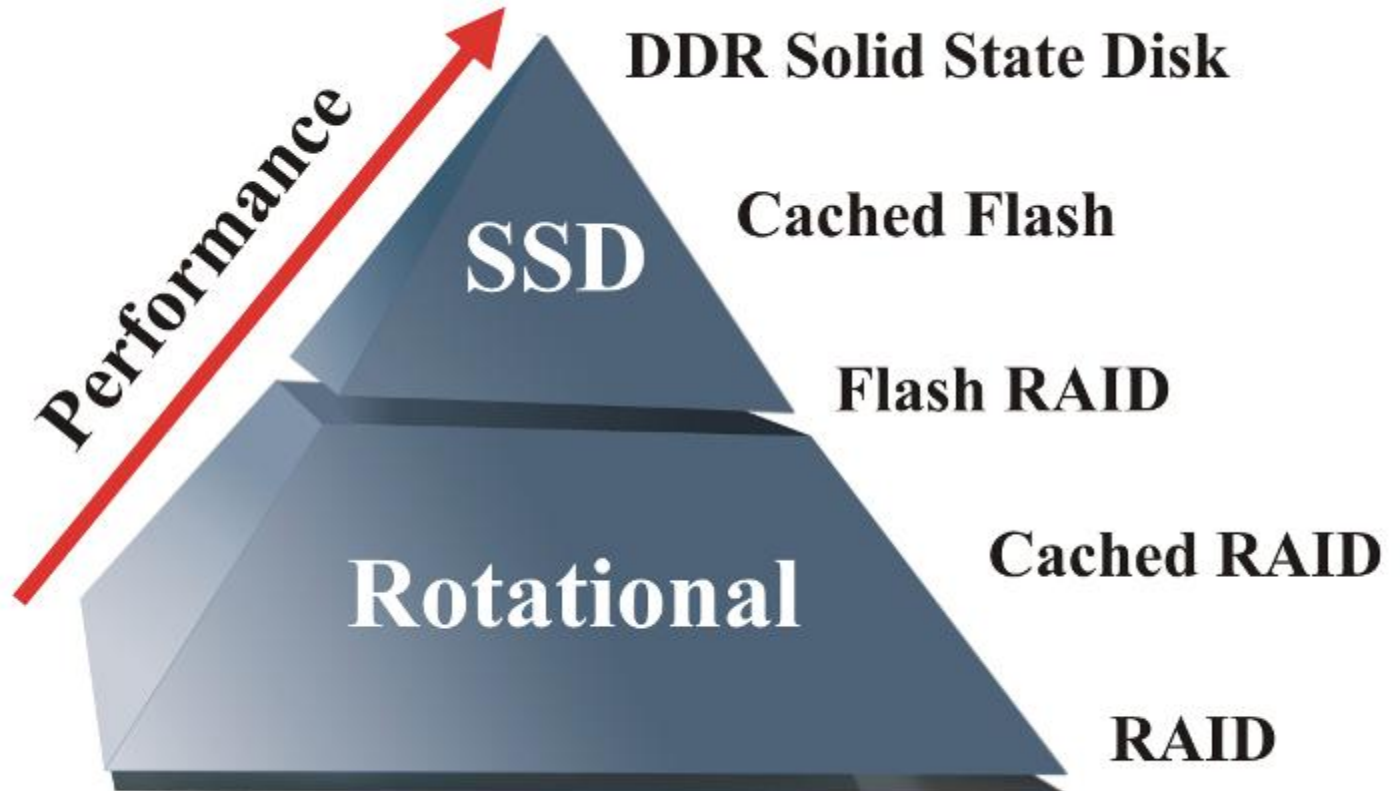 DDR Solid State Disk
Performance
Cached Flash
SSD
Flash RAID
Cached RAID
Rotational
RAID